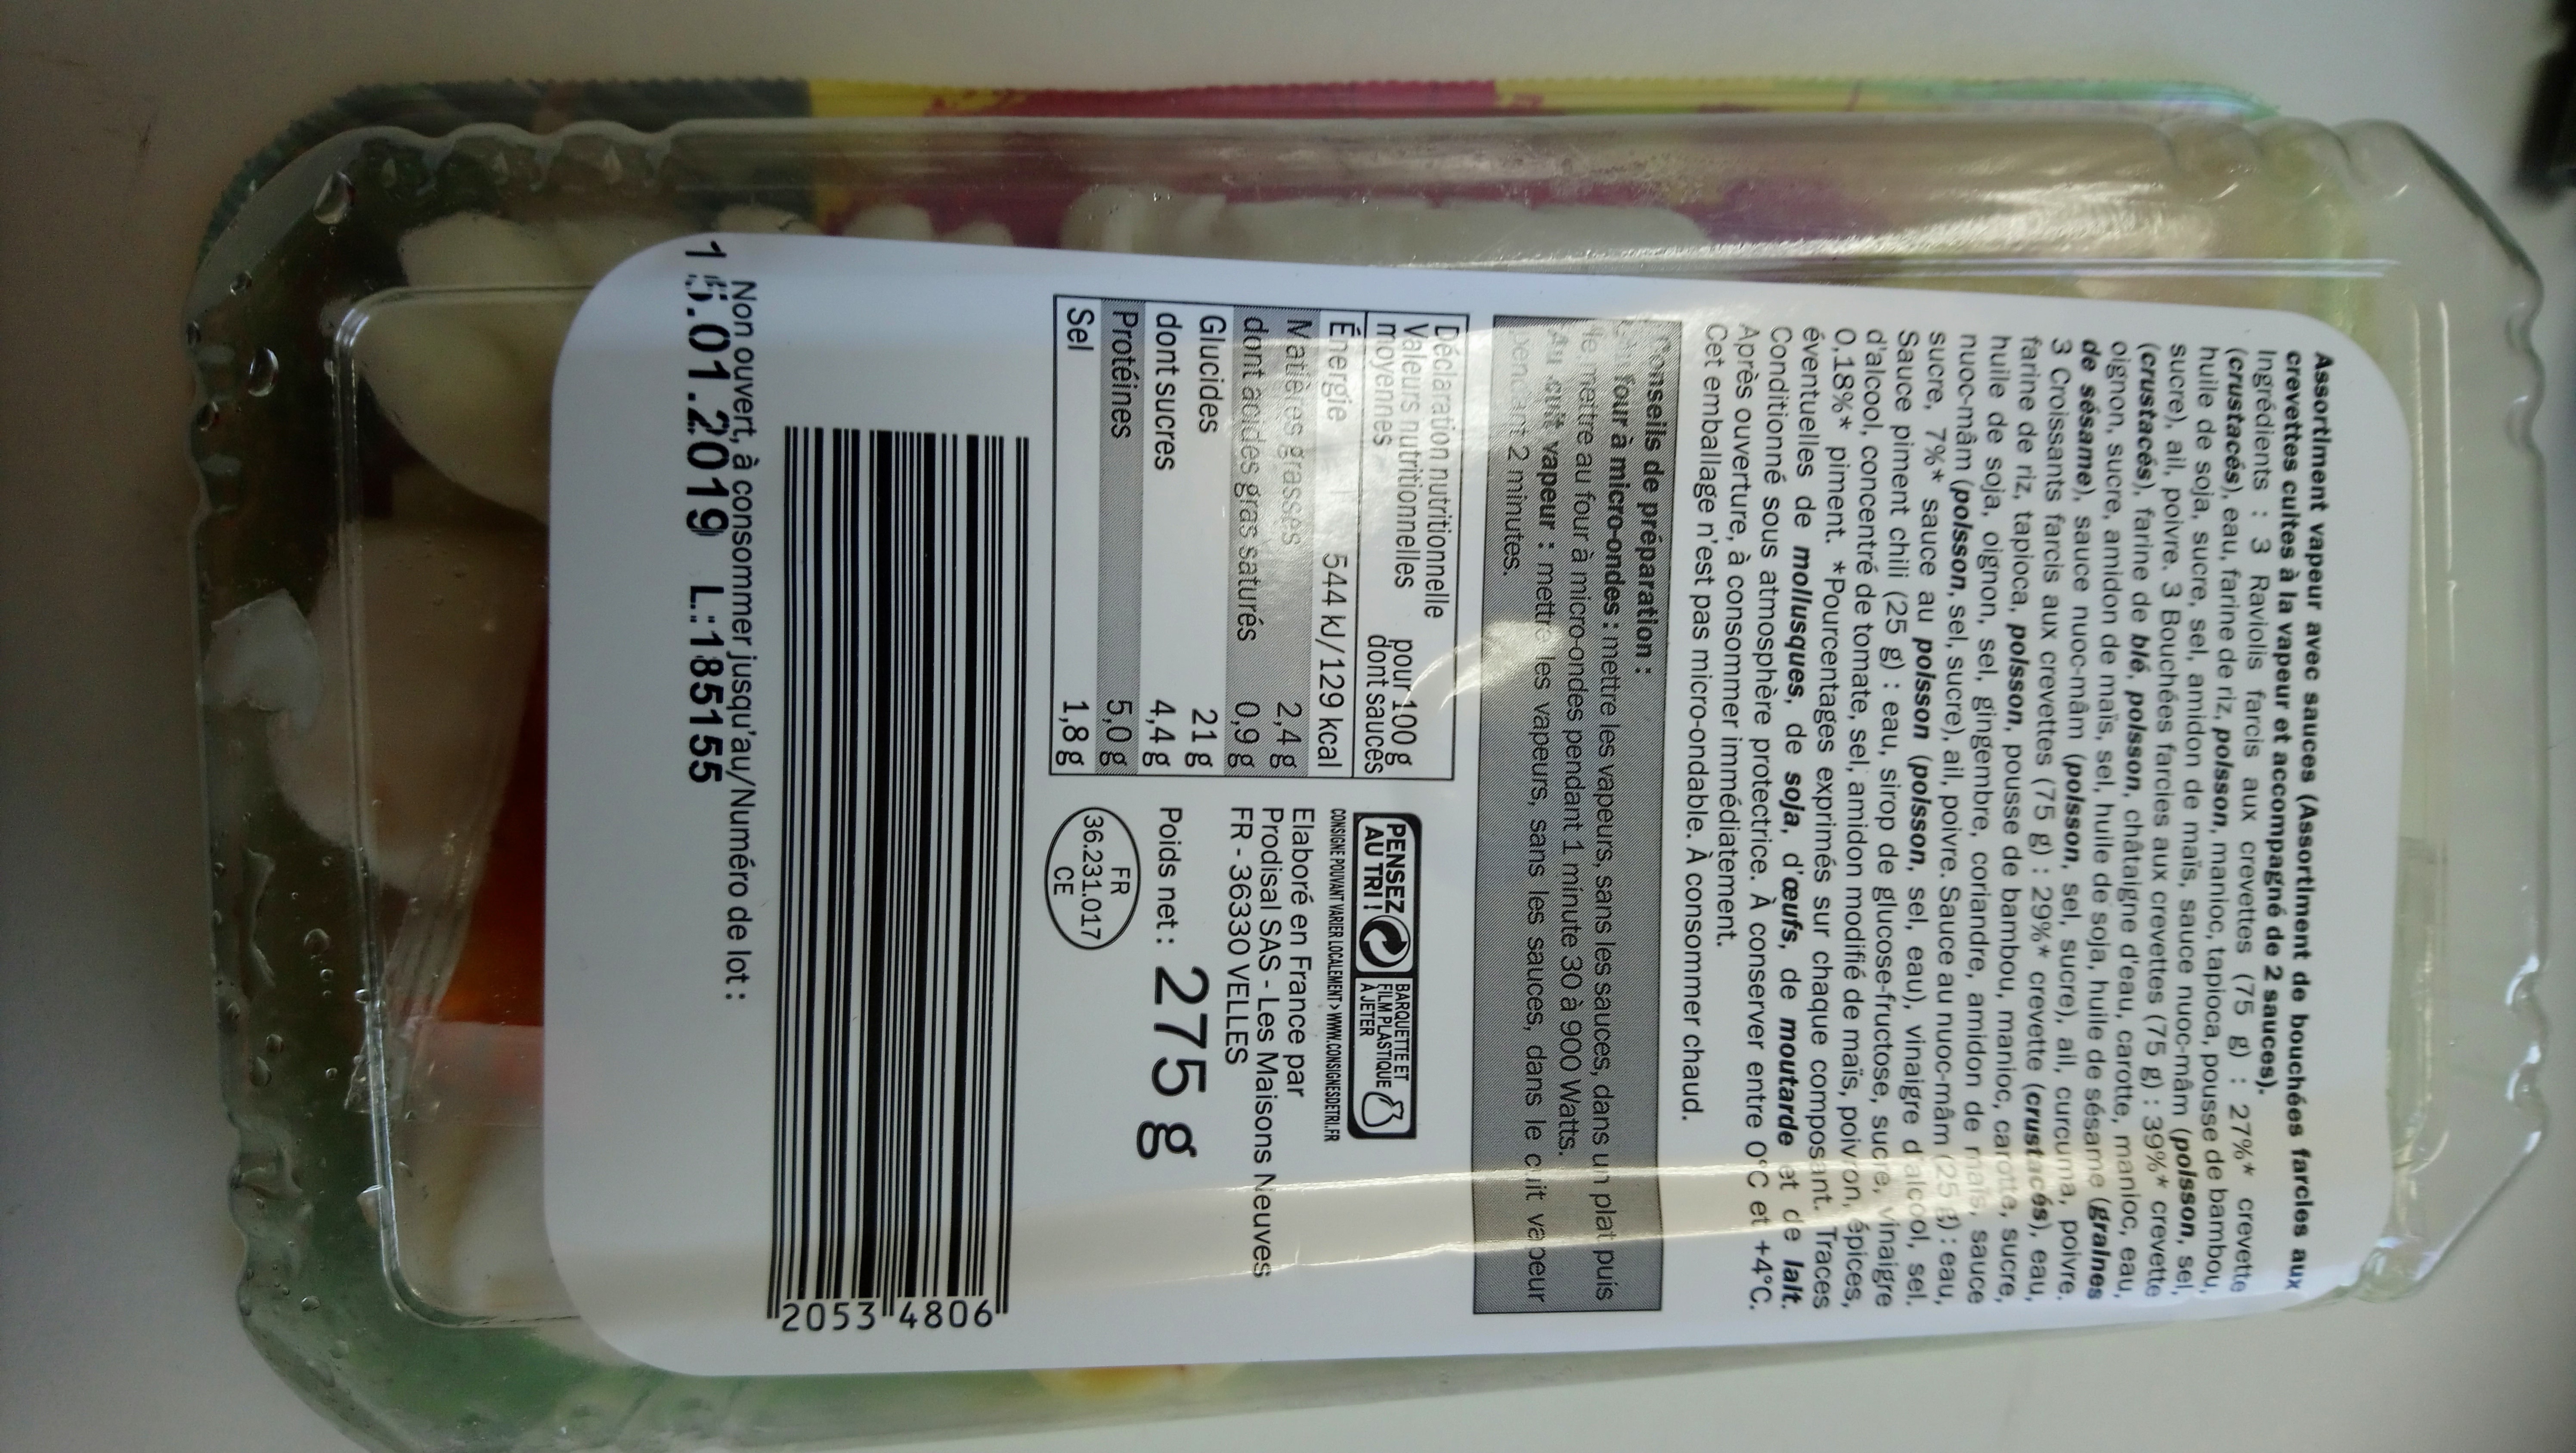 Assortiment vapeur avec sauces (Assortiment de bouchées farcies aux
crevettes cuites à la vapeur et accompagné de 2 sauces).
Ingrédients : 3 Raviolis farcis aux crevettes (75 g) : 27%* crevette
(crustacés), eau, farine de riz, poisson, manioc, tapioca, pousse de bambou,
huile de soja, sucre, sel, amidon de maïs, sauce nuoc-mâm (poisson, sel,
sucre), ail, poivre. 3 Bouchées farcies aux crevettes (75 g) : 39%* crevette
(crustacés), farine de blé, poisson, châtaigne d'eau, carotte, manioc, eau,
oignon, sucre, amidon de maïs, sel, huile de soja, huile de sésame (graines
de sésame), sauce nuoc-mâm (poisson, sel, sucre), ail, curcuma, poivre.
3 Croissants farcis aux crevettes (75 g) : 29%* crevette (crustacés), eau,
farine de riz, tapioca, poisson, pousse de bambou, manioc, carotte, sucre,
huile de soja, oignon, sel, gingembre, coriandre, amidon de maïs, sauce
nuoc-mâm (poisson, sel, sucre), ail, poivre. Sauce au nuoc-mâm (25 g) : eau,
sucre, 7%* sauce au poisson (poisson, sel, eau), vinaigre d'alcool, sel.
Sauce piment chili (25 g) : eau, sirop de glucose-fructose, sucre, vinaigre
d'alcool, concentré de tomate, sel, amidon modifié de maïs, poivron, épices,
0,18%* piment. *Pourcentages exprimés sur chaque composant. Traces
éventuelles de mollusques, de soja, d'œufs, de moutarde et de lait.
Conditionné sous atmosphère protectrice. À conserver entre 0°C et +4°C.
Après ouverture, à consommer immédiatement.
Cet emballage n'est pas micro-ondable. À consommer chaud.
Conseils de préparation :
Au four à micro-ondes : mettre les vapeurs, sans les sauces, dans un plat puis
le mettre au four à micro-ondes pendant 1 minute 30 à 900 Watts.
Au cuit vapeur : mettre les vapeurs, sans les sauces, dans le cuit vapeur
pendant 2 minutes.
Déclaration nutritionnelle
Valeurs nutritionnelles pour 100 g
moyennes dont sauces
Énergie 544 kJ/129 kcal
Matières grasses 2,4 g
dont acides gras saturés 0,9 g
Glucides 21 g
dont sucres 4,4 g
Protéines 5,0 g
Sel 1,8 g
PENSEZ
AU TRI !
BARQUETTE ET
FILM PLASTIQUE
À JETER
CONSIGNE POUVANT VARIER LOCALEMENT > WWW.CONSIGNESDETRI.FR
Elaboré en France par
Prodisal SAS - Les Maisons Neuves
FR - 36330 VELLES
Poids net : 275 g
FR
36.231.017
CE
2053 4806
Non ouvert, à consommer jusqu'au/Numéro de lot :
15.01.2019 L:185155